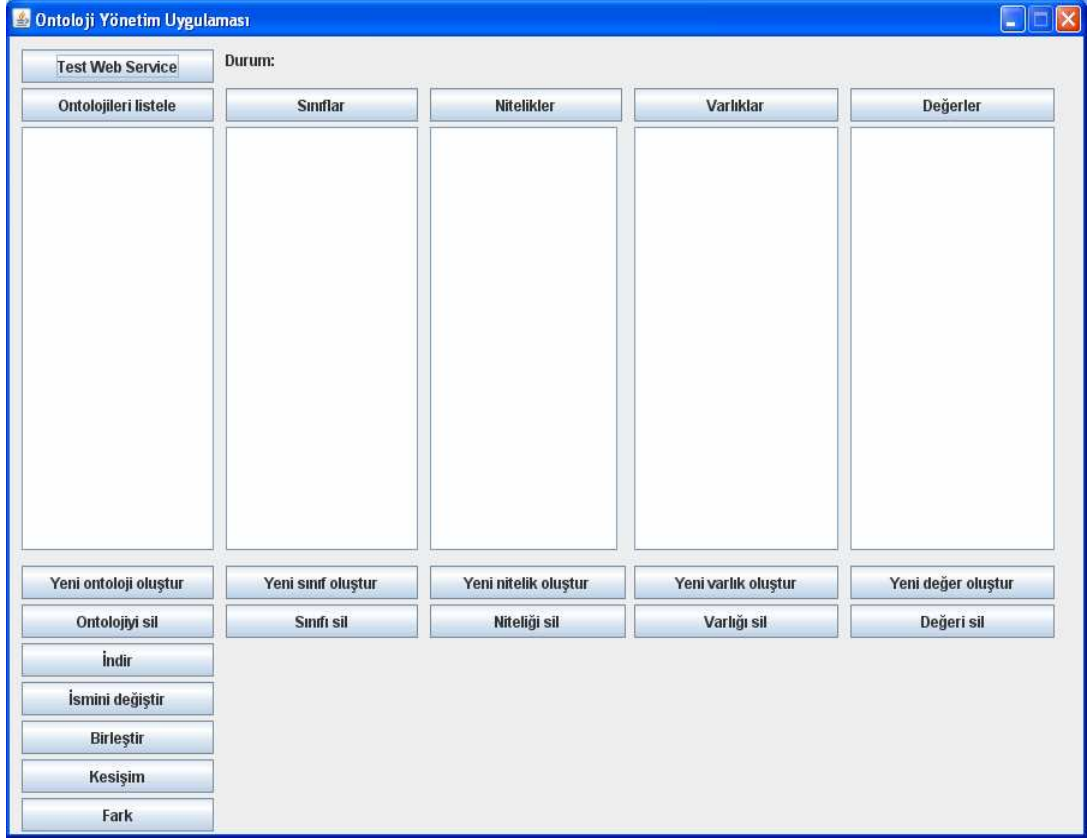 Ontoloji Yönetim Uygulaması
Test Web Service
Durum:
Ontolojileri listele
Sınıflar
Nitelikler
Varlıklar
Değerler
Yeni ontoloji oluştur
Yeni sınıf oluştur
Yeni nitelik oluştur
Yeni varlık oluştur
Yeni değer oluştur
Ontolojiyi sil
Sınıfı sil
Niteliği sil
Varlığı sil
Değeri sil
İndir
İsmini değiştir
Birleştir
Kesişim
Fark